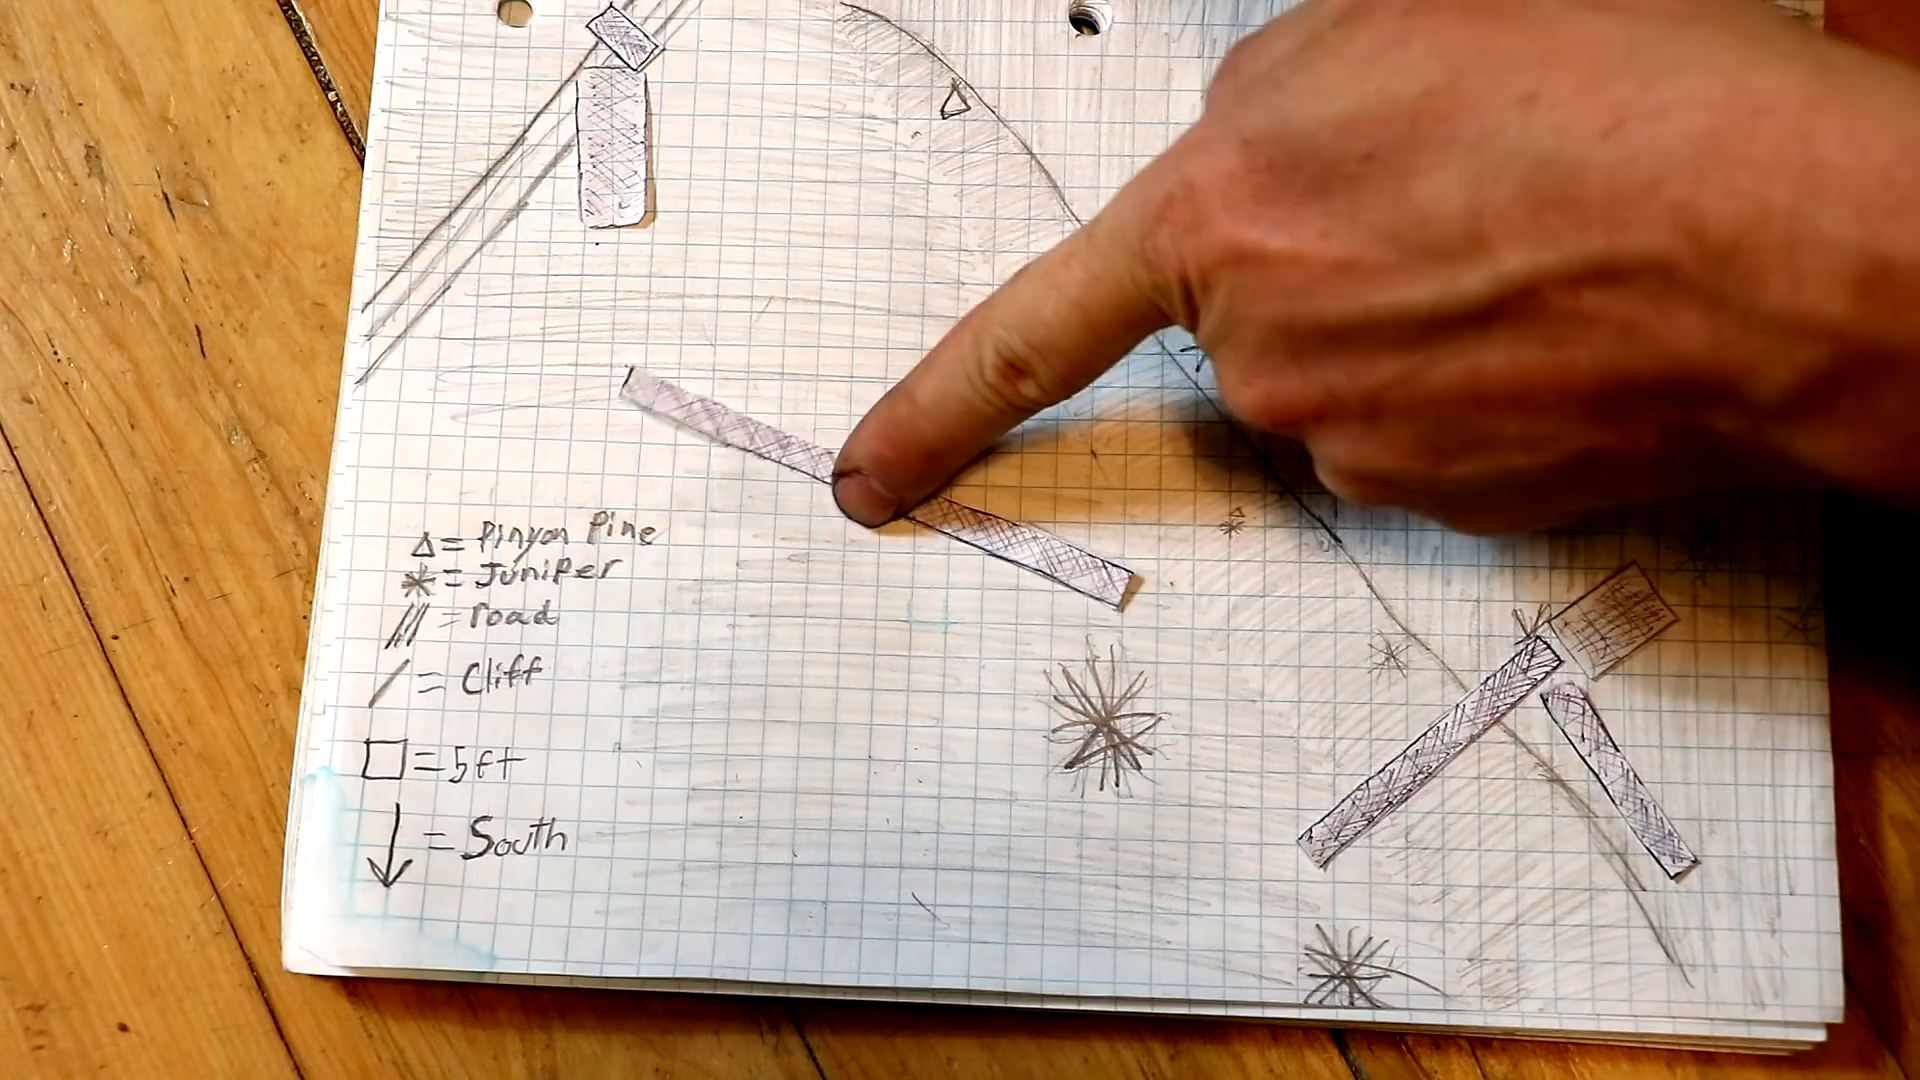 △= Pinyon Pine
* = Juniper
/// = road
/ = Cliff
□ = 5ft
↓ = South